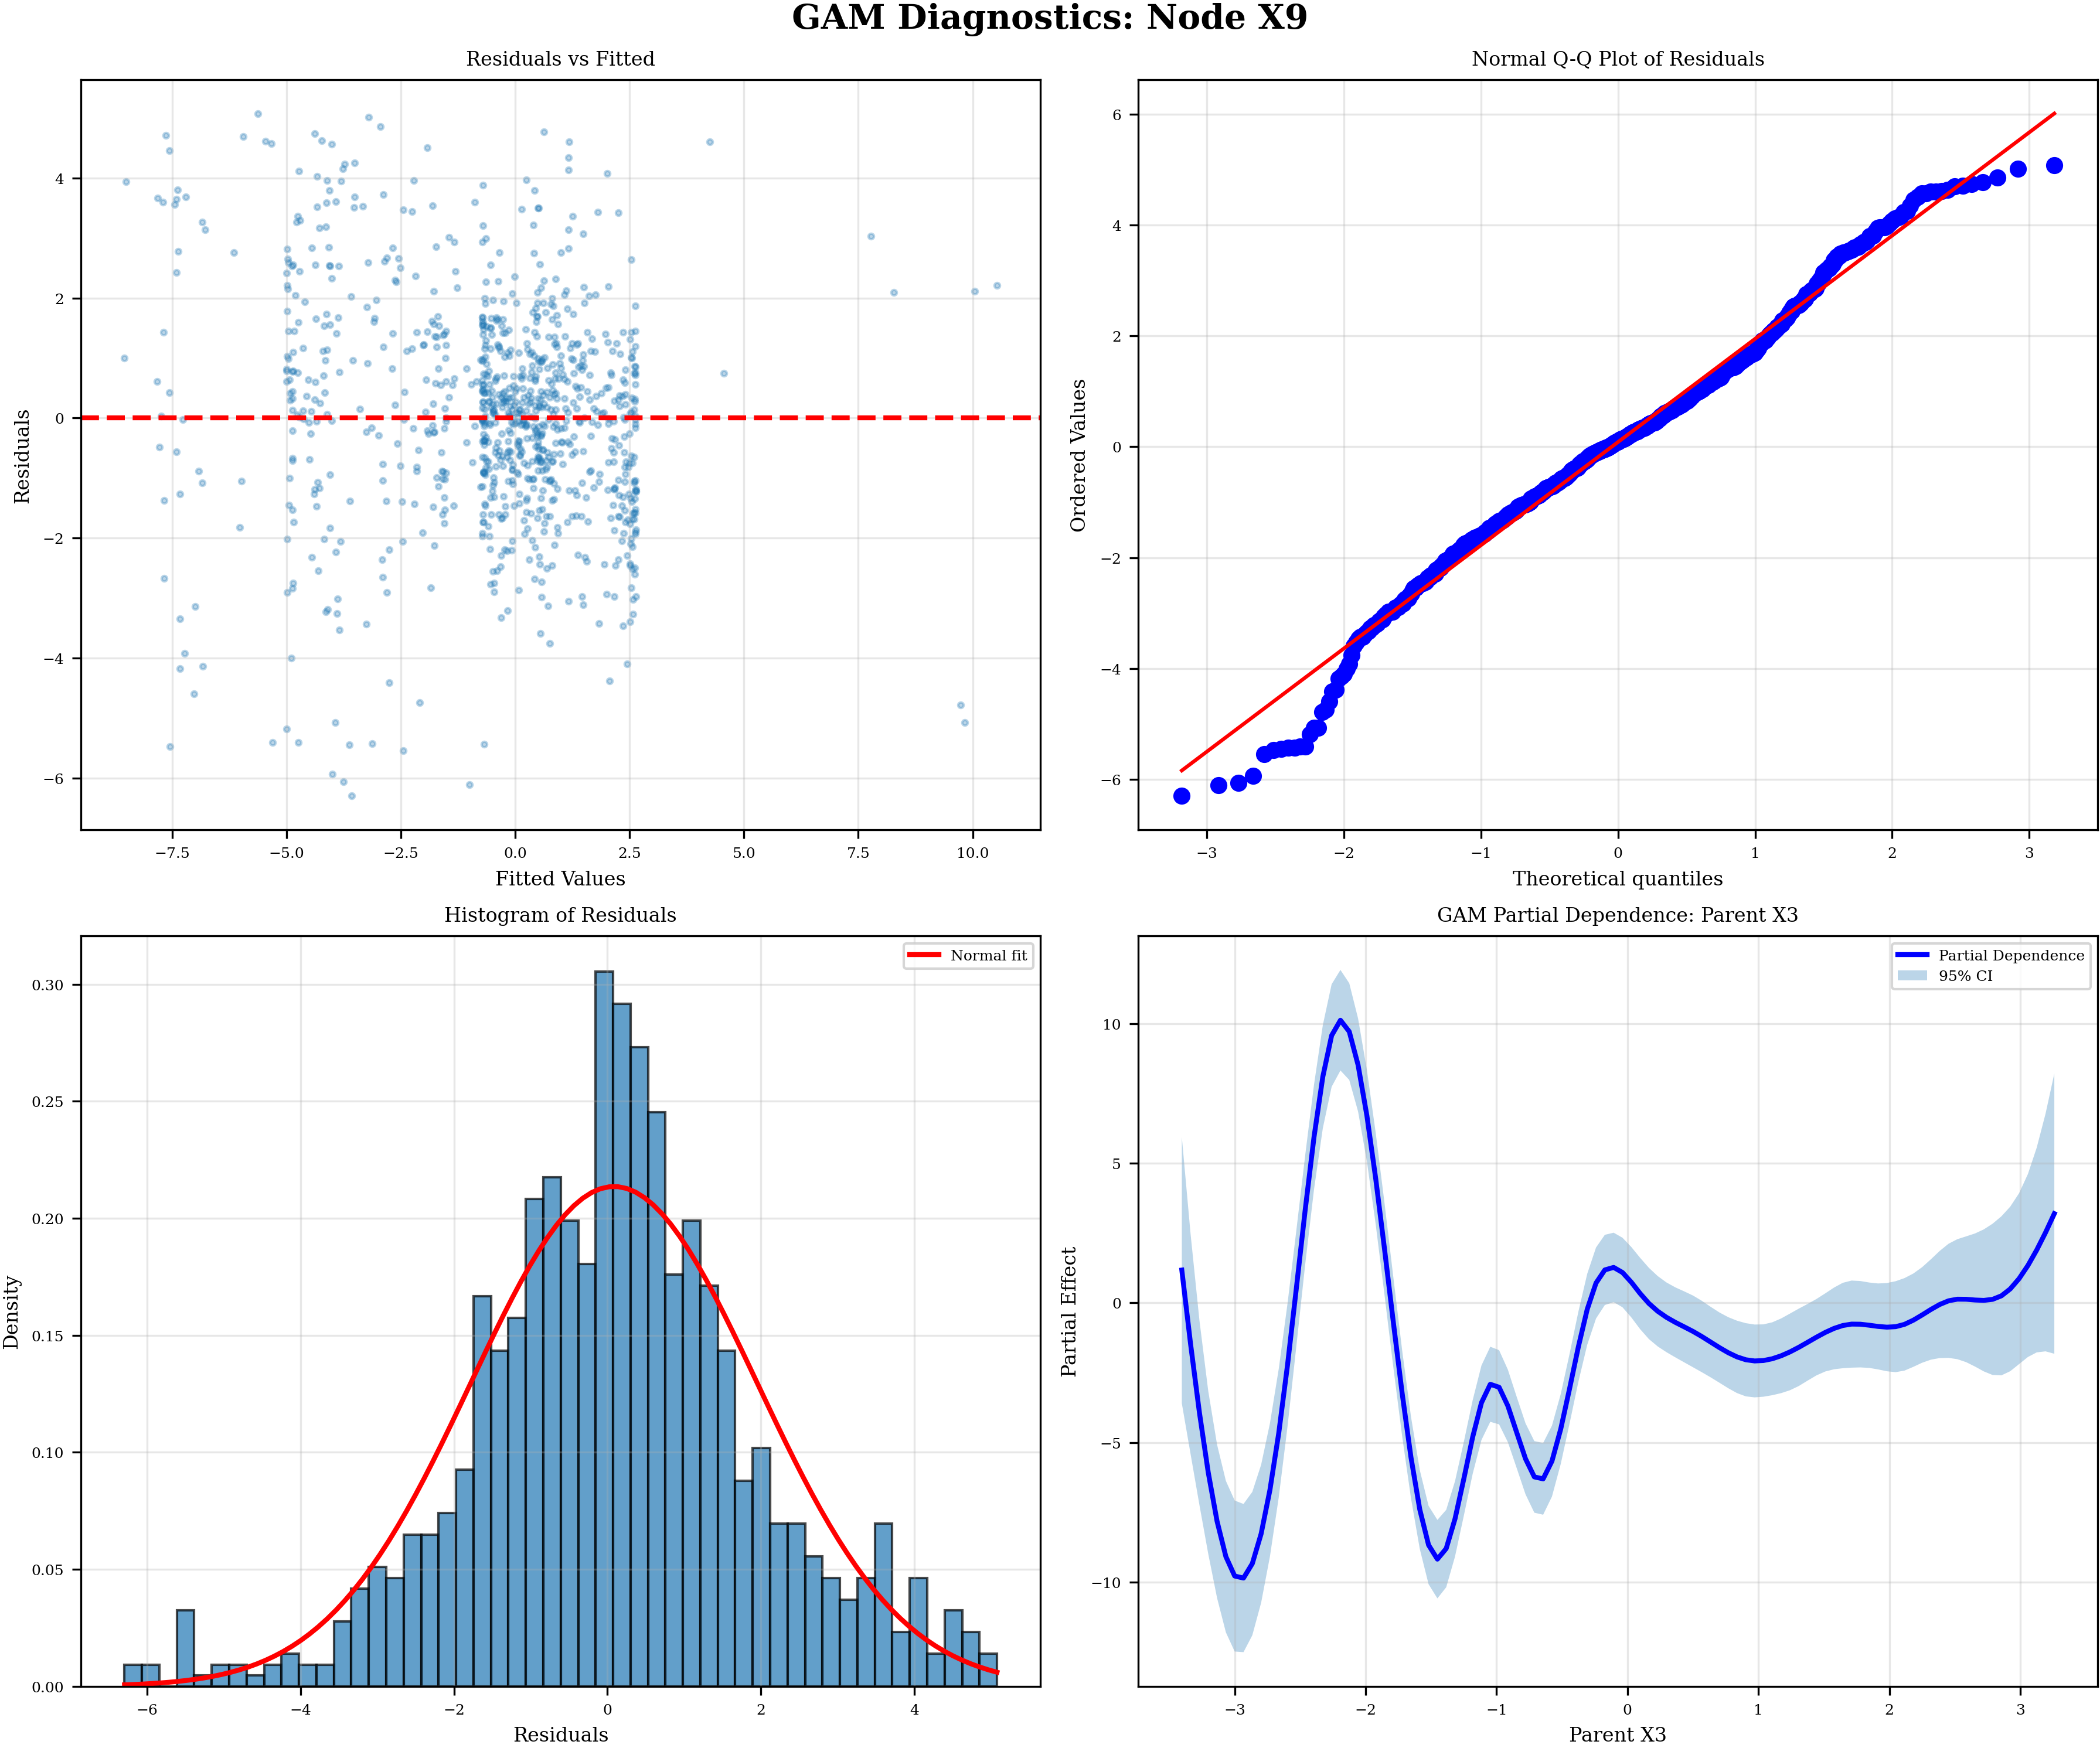 GAM Diagnostics: Node X9
Residuals vs Fitted
Residuals
4
2
0
−2
−4
−6
−7.5 −5.0 −2.5 0.0 2.5 5.0 7.5 10.0
Fitted Values
Normal Q-Q Plot of Residuals
Ordered Values
6
4
2
0
−2
−4
−6
−3 −2 −1 0 1 2 3
Theoretical quantiles
Histogram of Residuals
Normal fit
Density
0.30
0.25
0.20
0.15
0.10
0.05
0.00
−6 −4 −2 0 2 4
Residuals
GAM Partial Dependence: Parent X3
Partial Dependence
95% CI
Partial Effect
10
5
0
−5
−10
−3 −2 −1 0 1 2 3
Parent X3